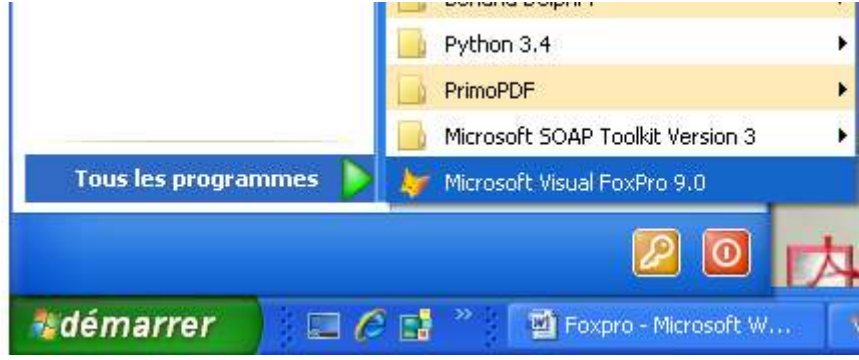 Python 3.4
PrimoPDF
Microsoft SOAP Toolkit Version 3
Tous les programmes
Microsoft Visual FoxPro 9.0
démarrer
Foxpro - Microsoft W...